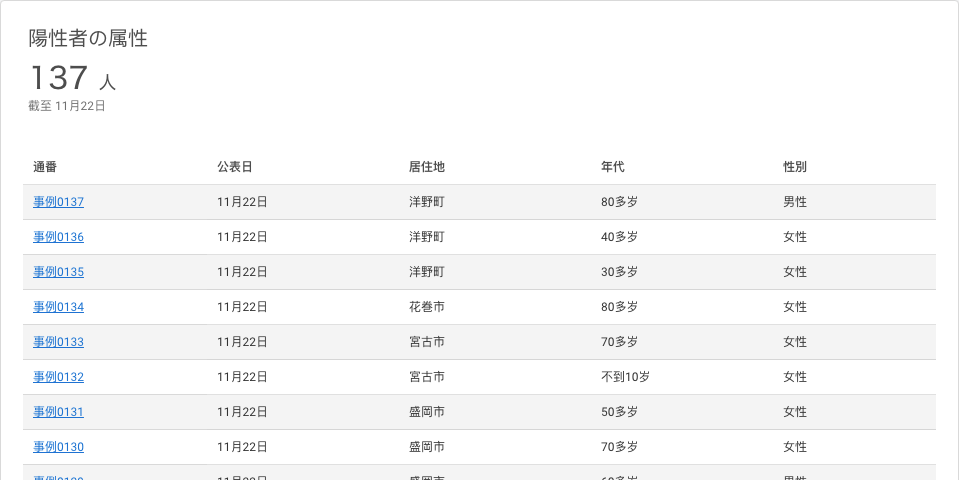 陽性者の属性
137 人
截至 11月22日
通番 公表日 居住地 年代 性別
事例0137 11月22日 洋野町 80多岁 男性
事例0136 11月22日 洋野町 40多岁 女性
事例0135 11月22日 洋野町 30多岁 女性
事例0134 11月22日 花巻市 80多岁 女性
事例0133 11月22日 宮古市 70多岁 女性
事例0132 11月22日 宮古市 不到10岁 女性
事例0131 11月22日 盛岡市 50多岁 女性
事例0130 11月22日 盛岡市 70多岁 女性